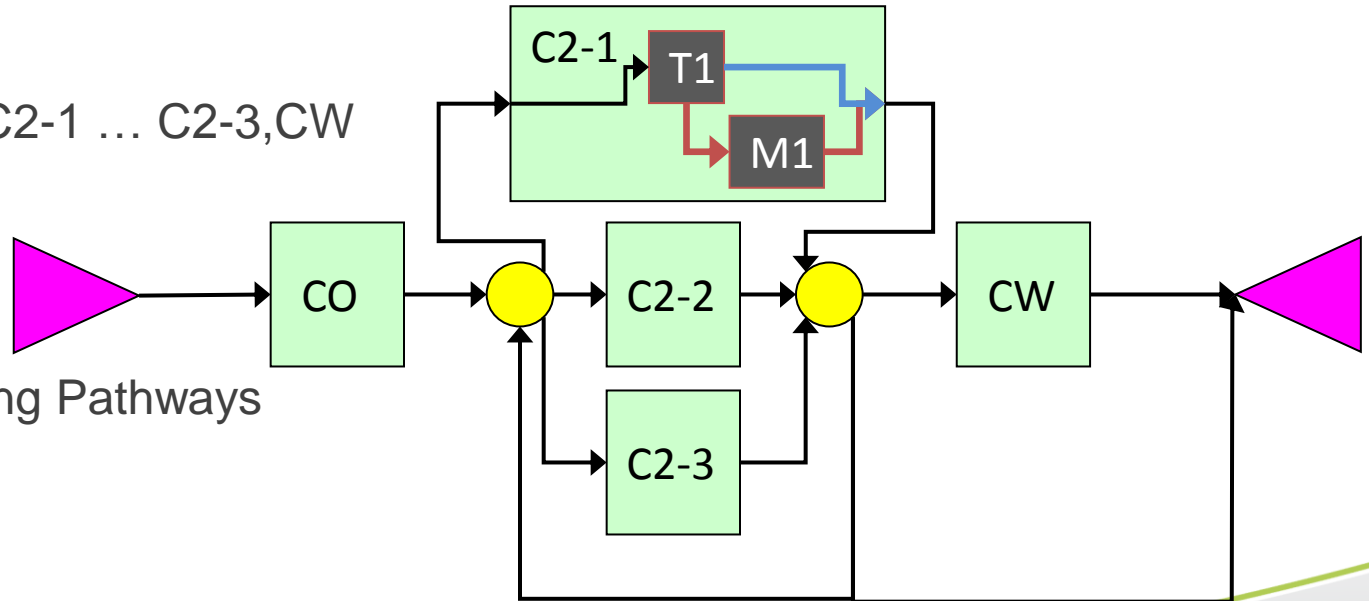 C2-1
T1
C2-1 … C2-3,CW
M1
CO
C2-2
CW
ng Pathways
C2-3